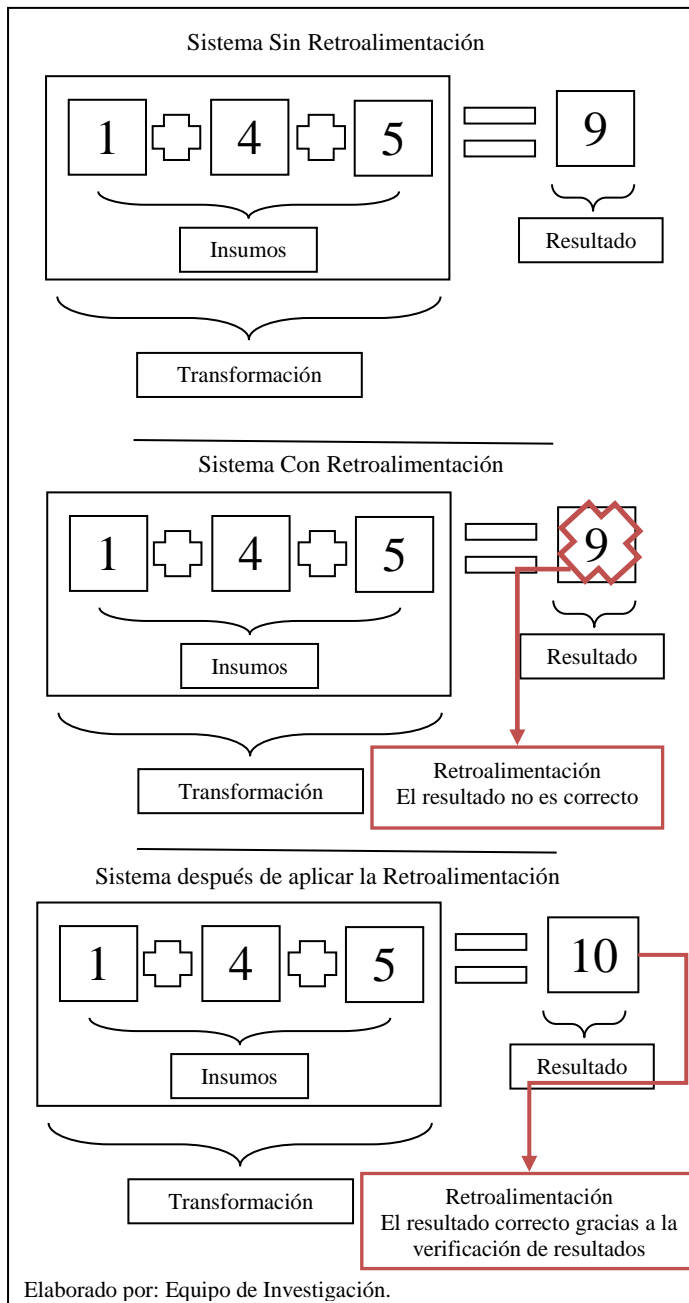 Sistema Sin Retroalimentación
1 4 5 9
Insumos
Resultado
Transformación
Sistema Con Retroalimentación
1 4 5 9
Insumos
Resultado
Transformación
Retroalimentación
El resultado no es correcto
Sistema después de aplicar la Retroalimentación
1 4 5 10
Insumos
Resultado
Transformación
Retroalimentación
El resultado correcto gracias a la
verificación de resultados
Elaborado por: Equipo de Investigación.